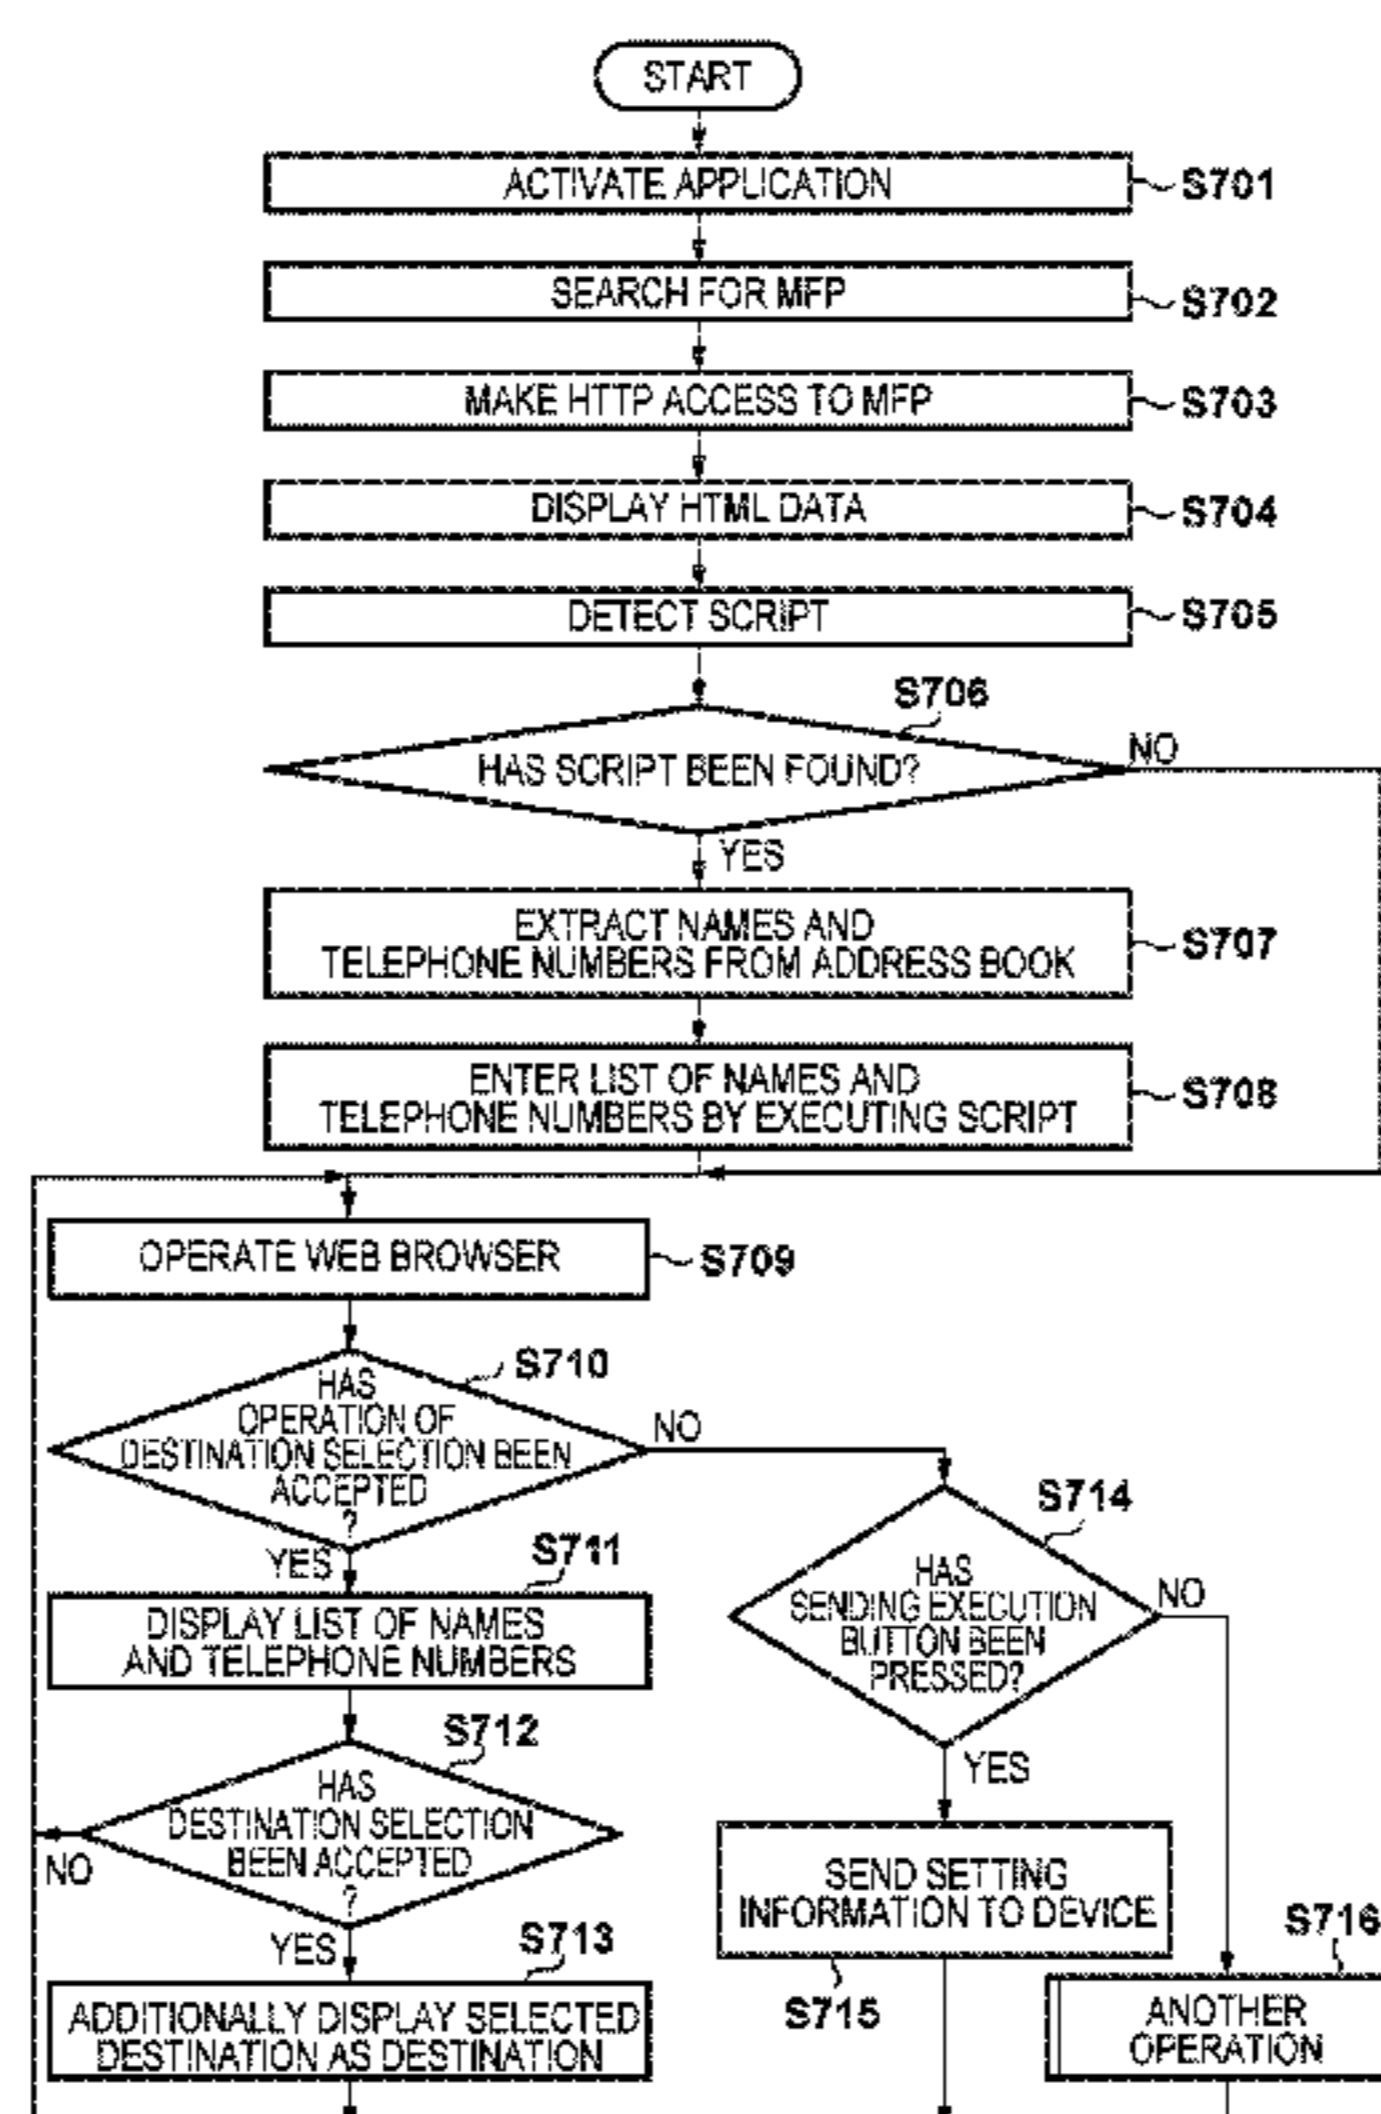 START
ACTIVATE APPLICATION
S701
SEARCH FOR MFP
S702
MAKE HTTP ACCESS TO MFP
S703
DISPLAY HTML DATA
S704
DETECT SCRIPT
S705
S706
HAS SCRIPT BEEN FOUND?
NO
YES
EXTRACT NAMES AND
TELEPHONE NUMBERS FROM ADDRESS BOOK
S707
ENTER LIST OF NAMES AND
TELEPHONE NUMBERS BY EXECUTING SCRIPT
S708
OPERATE WEB BROWSER
S709
S710
HAS
OPERATION OF
DESTINATION SELECTION BEEN
ACCEPTED
?
NO
YES
S711
DISPLAY LIST OF NAMES
AND TELEPHONE NUMBERS
S712
HAS
DESTINATION SELECTION
BEEN ACCEPTED
?
NO
YES
S713
ADDITIONALLY DISPLAY SELECTED
DESTINATION AS DESTINATION
S714
HAS
SENDING EXECUTION
BUTTON BEEN
PRESSED?
NO
YES
SEND SETTING
INFORMATION TO DEVICE
S715
S716
ANOTHER
OPERATION